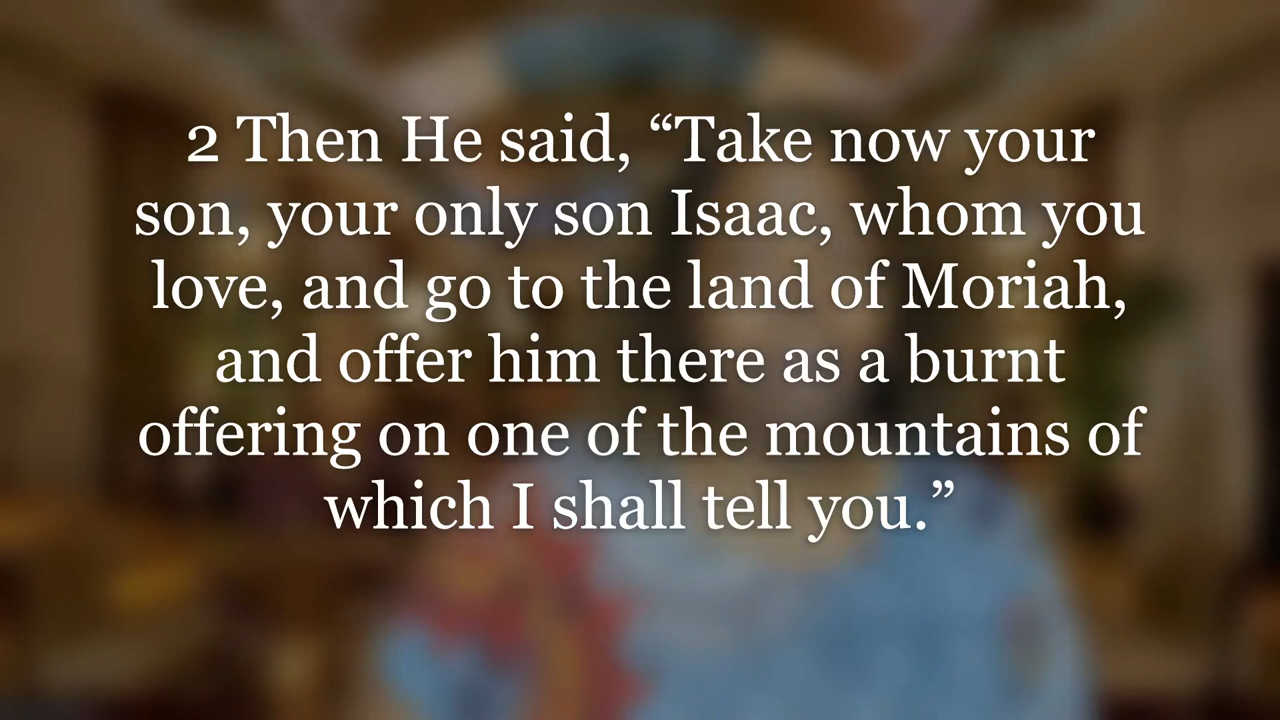 2 Then He said, “Take now your
son, your only son Isaac, whom you
love, and go to the land of Moriah,
and offer him there as a burnt
offering on one of the mountains of
which I shall tell you.”